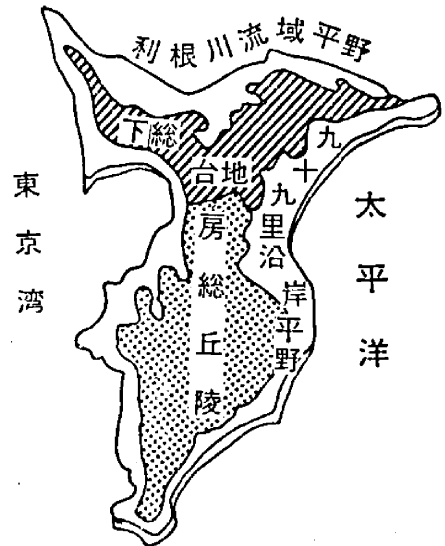 利根川流域平野
下総
台地
九十九里沿岸平野
房総丘陵
東京湾
太平洋